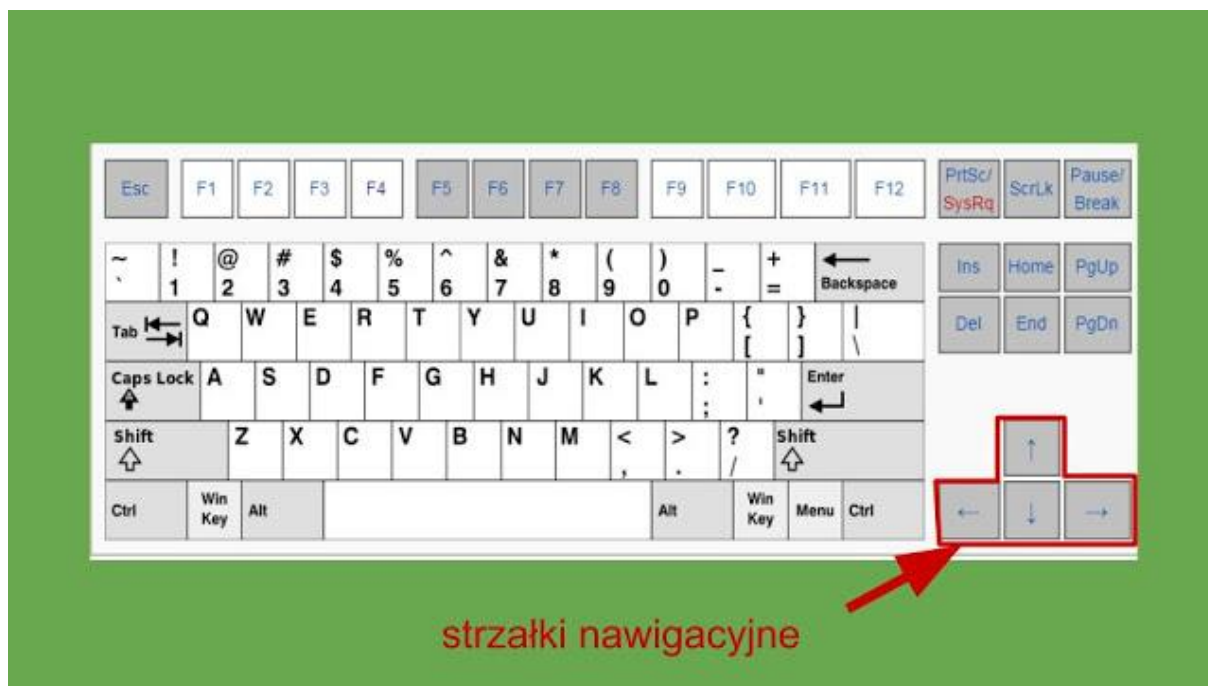 Esc F1 F2 F3 F4 F5 F6 F7 F8 F9 F10 F11 F12 PrtSc/ SysRq ScrLk Pause/ Break
~ ` ! 1 @ 2 # 3 $ 4 % 5 ^ 6 & 7 * 8 ( 9 ) 0 _ - + = Backspace Ins Home PgUp
Tab Q W E R T Y U I O P { [ } ] | \ Del End PgDn
Caps Lock A S D F G H J K L : ; " ' Enter
Shift Z X C V B N M < , > . ? / Shift ↑
Ctrl Win Key Alt Alt Win Key Menu Ctrl ← ↓ →
strzałki nawigacyjne